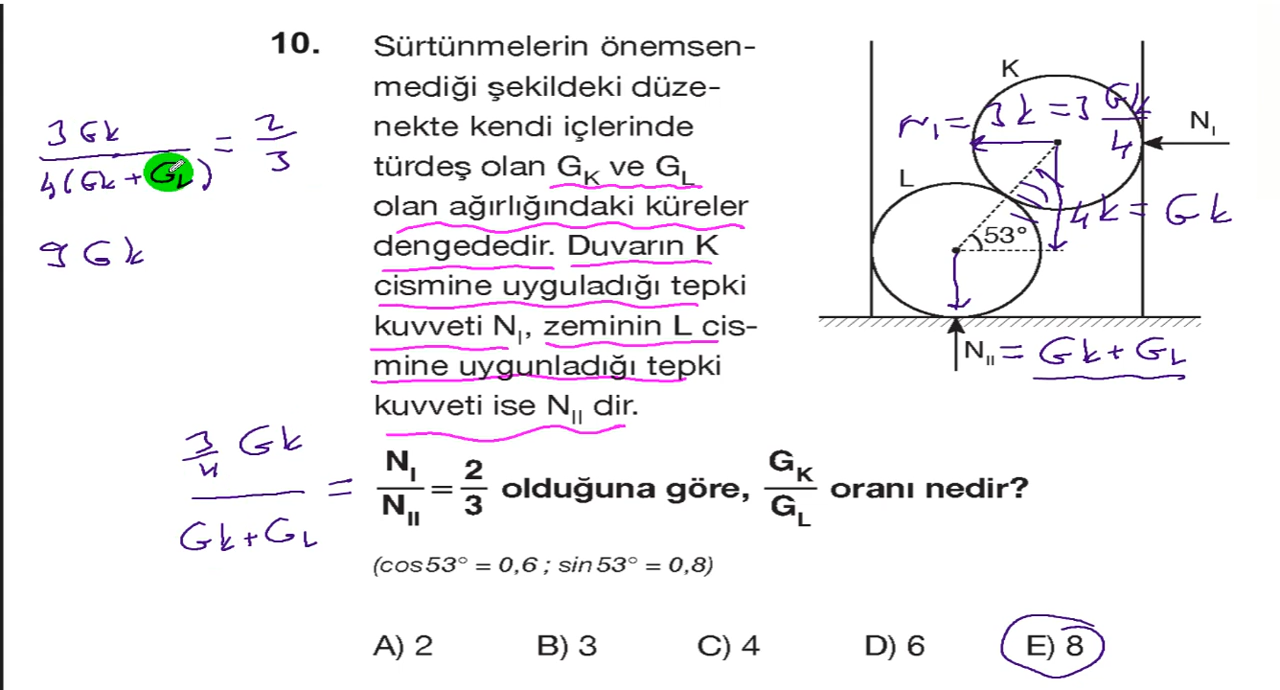 10. Sürtünmelerin önemsen-
mediği şekildeki düze-
nekte kendi içlerinde
türdeş olan G_K ve G_L
olan ağırlığındaki küreler
dengededir. Duvarın K
cismine uyguladığı tepki
kuvveti N_I, zeminin L cis-
mine uygunladığı tepki
kuvveti ise N_II dir.
N_I / N_II = 2/3 olduğuna göre, G_K / G_L oranı nedir?
(cos53° = 0,6 ; sin53° = 0,8)
A) 2 B) 3 C) 4 D) 6 E) 8
K
L
53°
N_I
N_I = 3k = 3 Gk/4
4k = Gk
N_II = Gk + GL
3Gk / 4(Gk + GL) = 2/3
9Gk
3/4 Gk / Gk + GL =